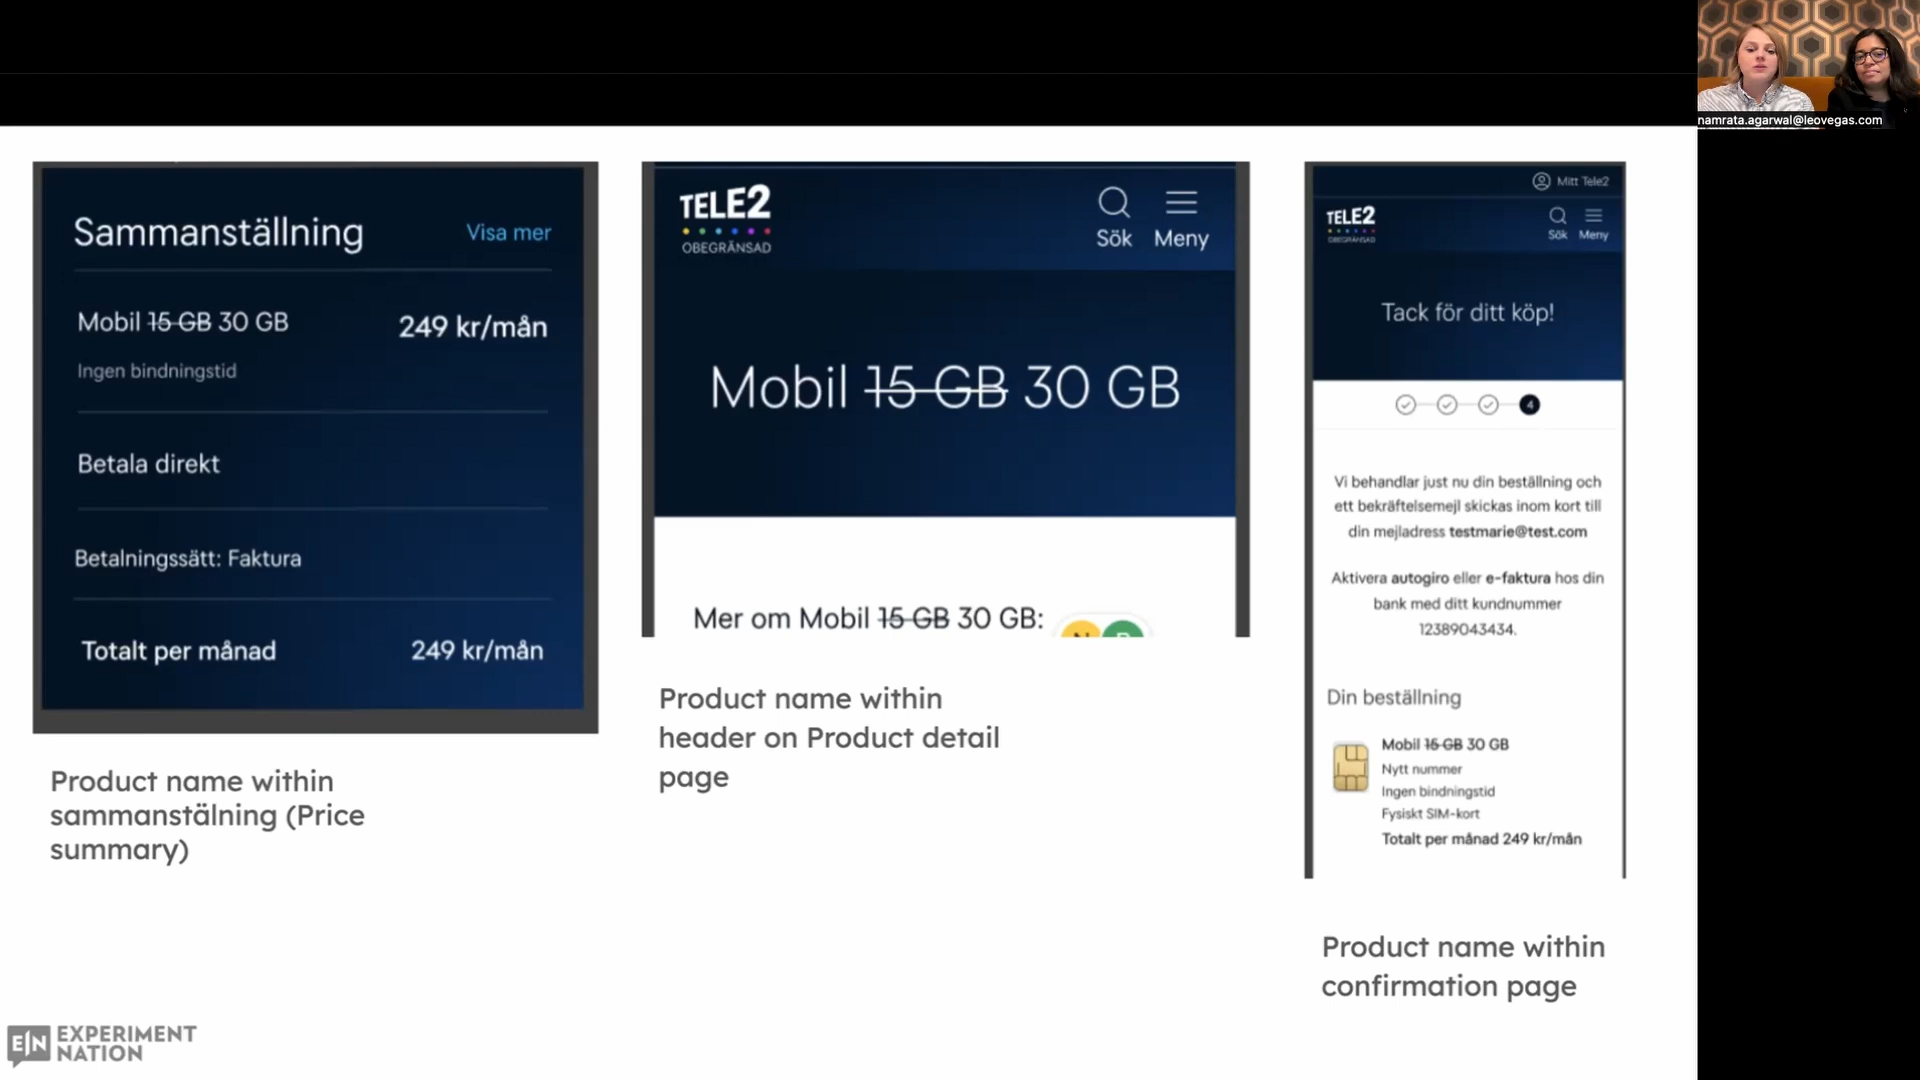 namrata.agarwal@leovegas.com
Sammanställning
Visa mer
Mobil 15 GB 30 GB
249 kr/mån
Ingen bindningstid
Betala direkt
Betalningssätt: Faktura
Totalt per månad
249 kr/mån
Product name within
sammanstälning (Price
summary)
TELE2
OBEGRÄNSAD
Sök
Meny
Mobil 15 GB 30 GB
Mer om Mobil 15 GB 30 GB:
Product name within
header on Product detail
page
Mitt Tele2
TELE2
OBEGRÄNSAD
Sök
Meny
Tack för ditt köp!
4
Vi behandlar just nu din beställning och
ett bekräftelsemejl skickas inom kort till
din mejladress testmarie@test.com
Aktivera autogiro eller e-faktura hos din
bank med ditt kundnummer
12389043434.
Din beställning
Mobil 15 GB 30 GB
Nytt nummer
Ingen bindningstid
Fysiskt SIM-kort
Totalt per månad 249 kr/mån
Product name within
confirmation page
E|N EXPERIMENT
NATION